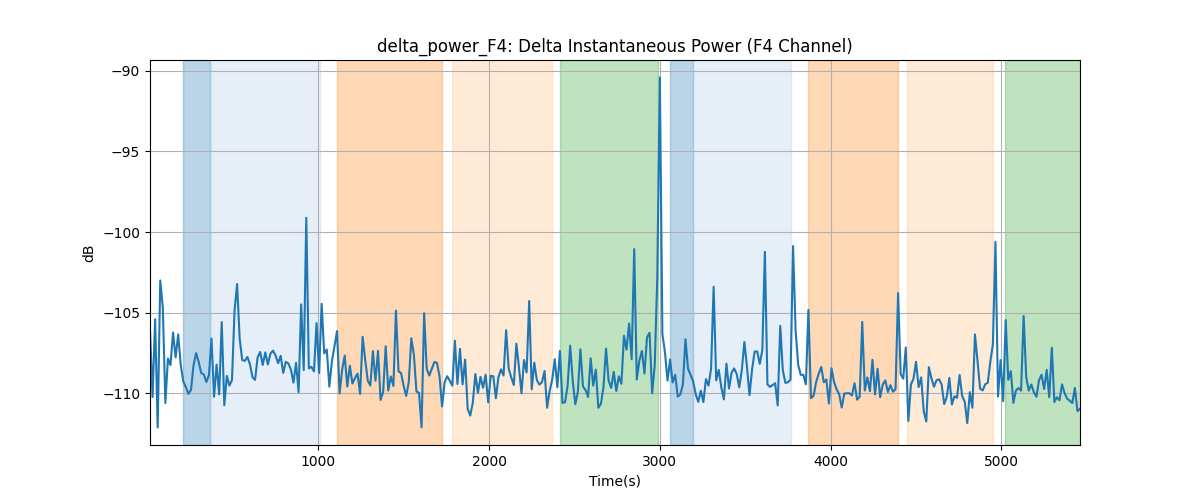 delta_power_F4: Delta Instantaneous Power (F4 Channel)
−90
−95
−100
−105
−110
dB
1000 2000 3000 4000 5000
Time(s)